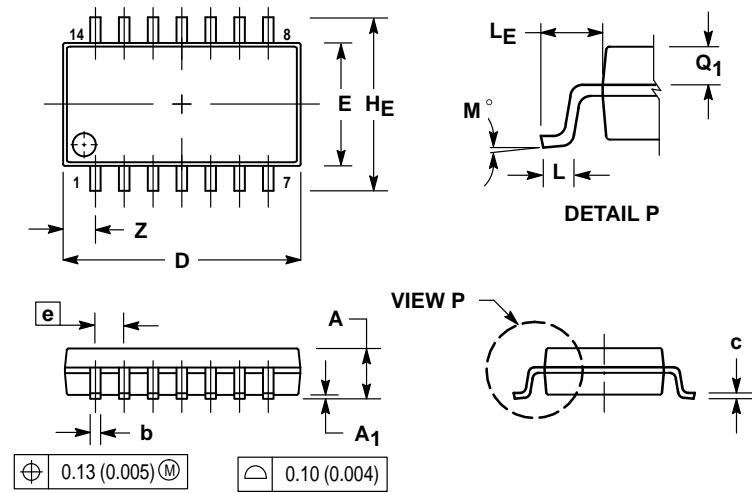 14 8
E
H_E
1 7
Z
D
L_E
Q_1
M°
L
DETAIL P
e
A
b
A_1
⌖ 0.13 (0.005) Ⓜ
⌓ 0.10 (0.004)
VIEW P
c